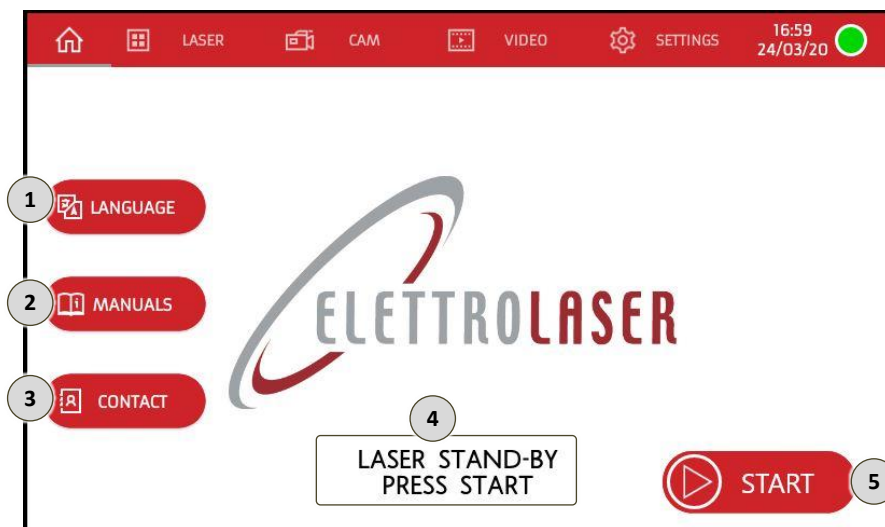 LASER
CAM
VIDEO
SETTINGS
16:59
24/03/20
1
LANGUAGE
2
MANUALS
3
CONTACT
ELETTROLASER
4
LASER STAND-BY
PRESS START
START
5